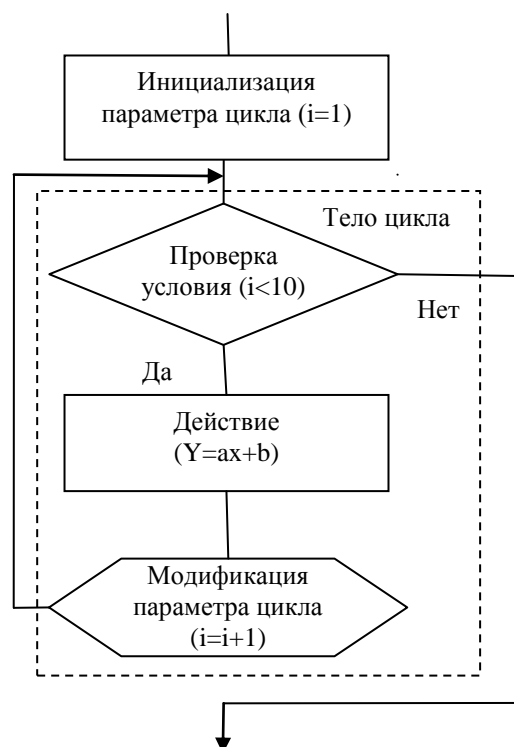 Инициализация
параметра цикла (i=1)
Тело цикла
Проверка
условия (i<10)
Нет
Да
Действие
(Y=ax+b)
Модификация
параметра цикла
(i=i+1)